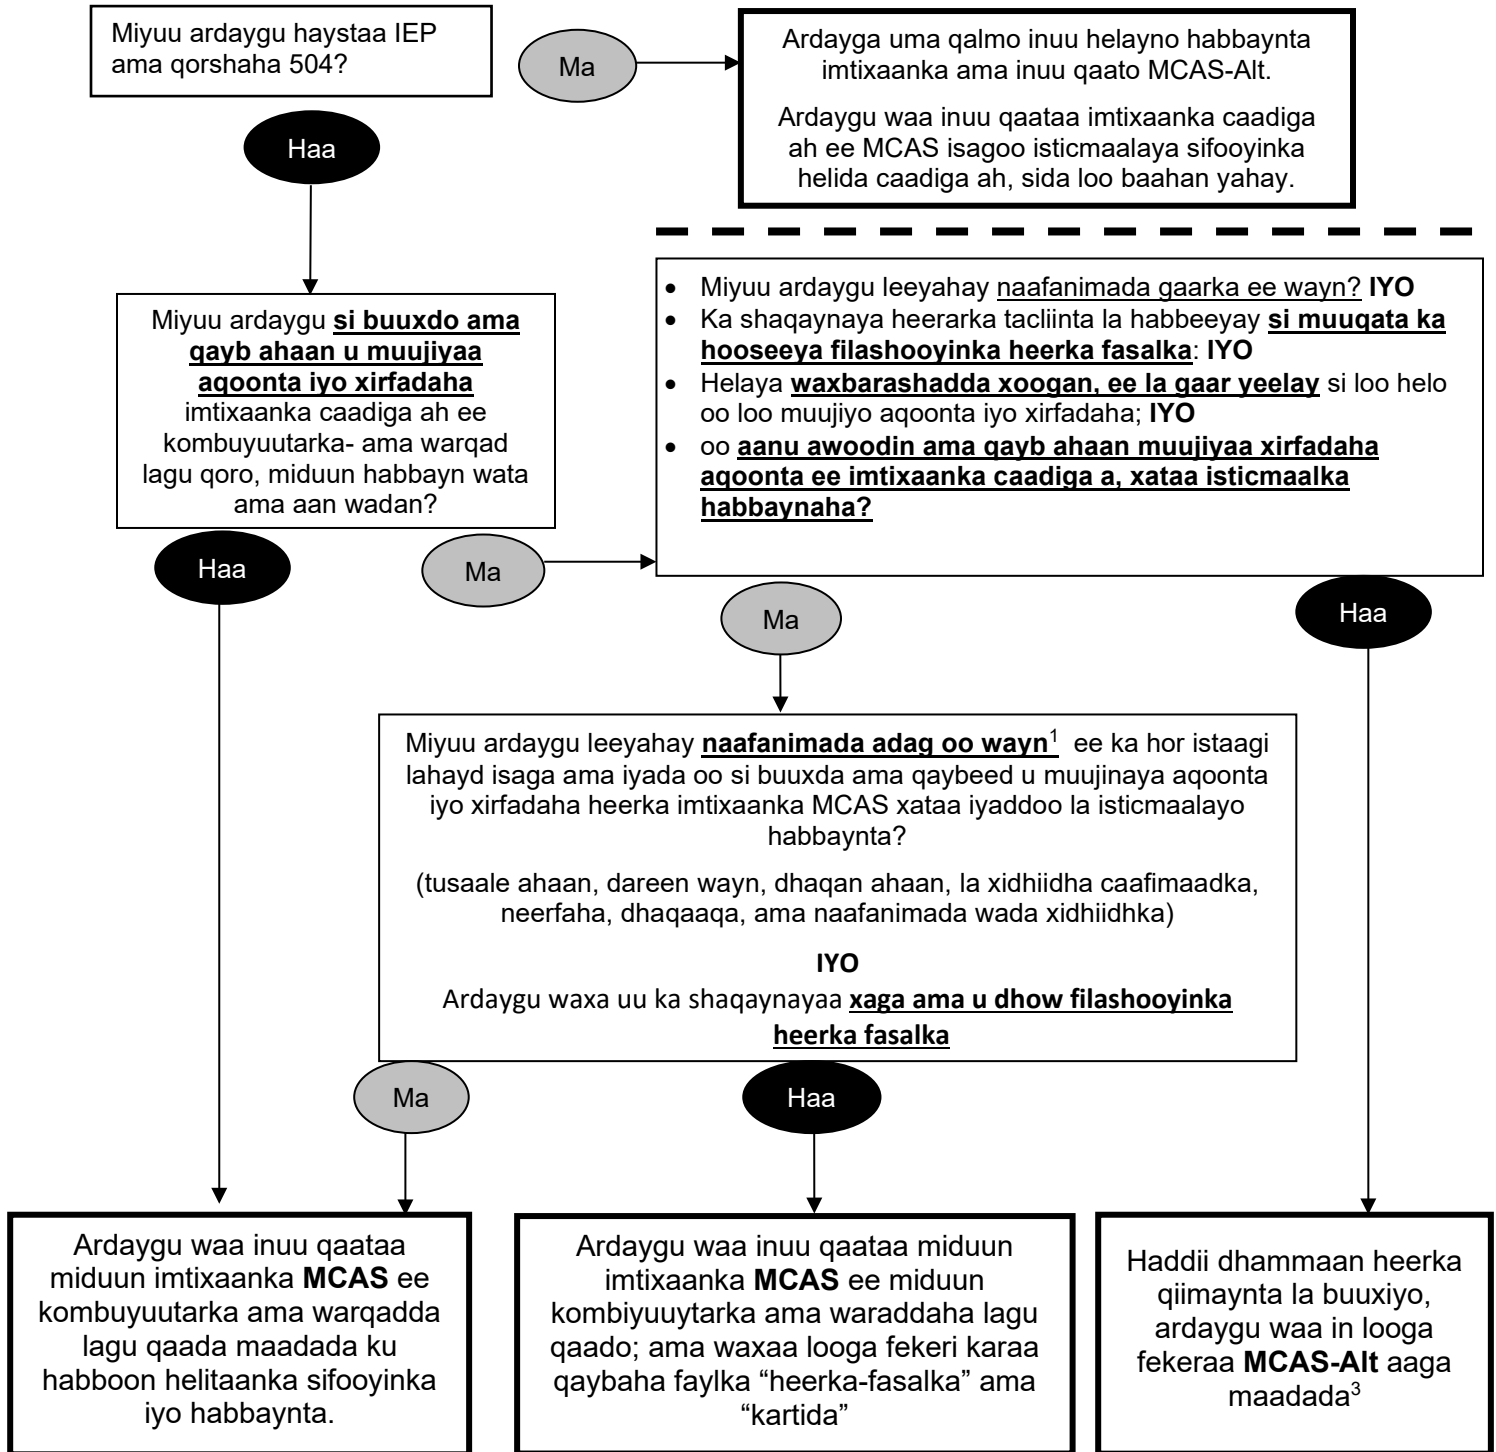 Miyuu ardaygu haystaa IEP
ama qorshaha 504?
Ma
Ardayga uma qalmo inuu helayno habbaynta
imtixaanka ama inuu qaato MCAS-Alt.
Ardaygu waa inuu qaataa imtixaanka caadiga
ah ee MCAS isagoo isticmaalaya sifooyinka
helida caadiga ah, sida loo baahan yahay.
Haa
Miyuu ardaygu si buuxdo ama
qayb ahaan u muujiyaa
aqoonta iyo xirfadaha
imtixaanka caadiga ah ee
kombuyuutarka- ama warqad
lagu qoro, miduun habbayn wata
ama aan wadan?
• Miyuu ardaygu leeyahay naafanimada gaarka ee wayn? IYO
• Ka shaqaynaya heerarka tacliinta la habbeeyay si muuqata ka
hooseeya filashooyinka heerka fasalka: IYO
• Helaya waxbarashadda xoogan, ee la gaar yeelay si loo helo
oo loo muujiyo aqoonta iyo xirfadaha; IYO
• oo aanu awoodin ama qayb ahaan muujiyaa xirfadaha
aqoonta ee imtixaanka caadiga a, xataa isticmaalka
habbaynaha?
Haa
Ma
Ma
Haa
Miyuu ardaygu leeyahay naafanimada adag oo wayn1 ee ka hor istaagi
lahayd isaga ama iyada oo si buuxda ama qaybeed u muujinaya aqoonta
iyo xirfadaha heerka imtixaanka MCAS xataa iyaddoo la isticmaalayo
habbaynta?
(tusaale ahaan, dareen wayn, dhaqan ahaan, la xidhiidha caafimaadka,
neerfaha, dhaqaaqa, ama naafanimada wada xidhiidhka)
IYO
Ardaygu waxa uu ka shaqaynayaa xaga ama u dhow filashooyinka
heerka fasalka
Ma
Haa
Ardaygu waa inuu qaataa
miduun imtixaanka MCAS ee
kombuyuutarka ama warqadda
lagu qaada maadada ku
habboon helitaanka sifooyinka
iyo habbaynta.
Ardaygu waa inuu qaataa miduun
imtixaanka MCAS ee miduun
kombiyuuytarka ama waraddaha lagu
qaado; ama waxaa looga fekeri karaa
qaybaha faylka “heerka-fasalka” ama
“kartida”
Haddii dhammaan heerka
qiimaynta la buuxiyo,
ardaygu waa in looga
fekeraa MCAS-Alt aaga
maadada3